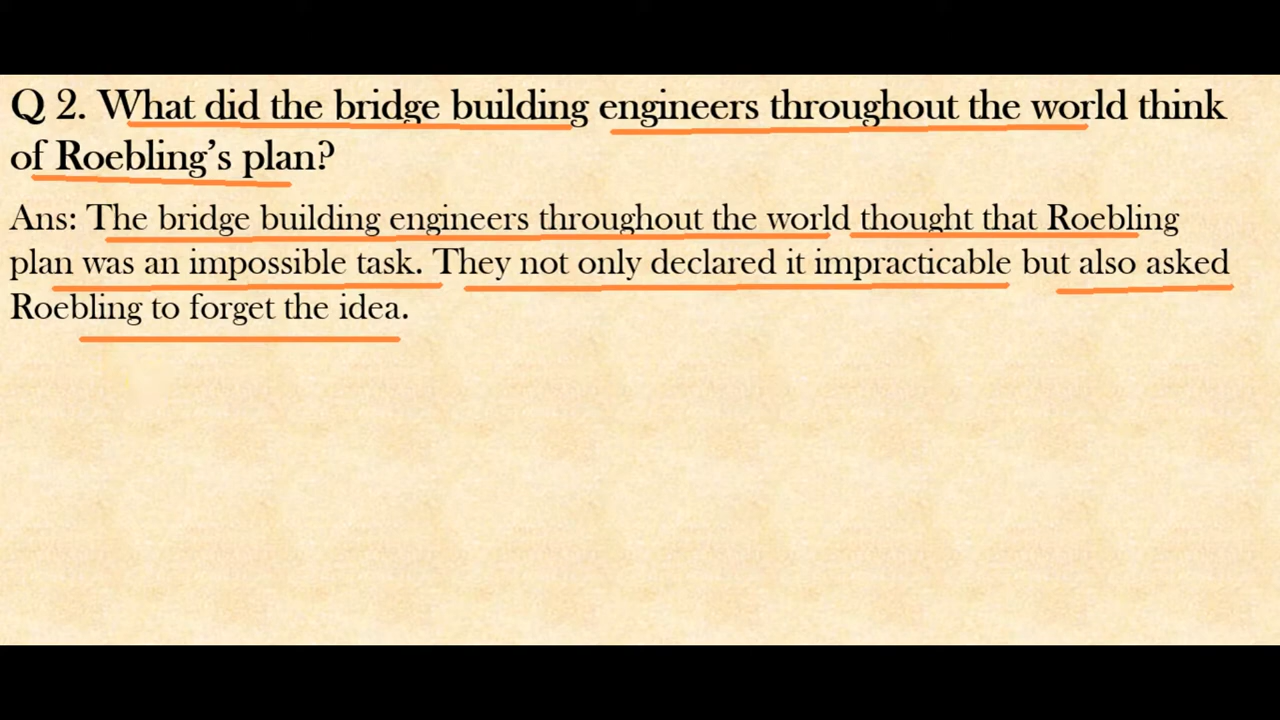 Q 2. What did the bridge building engineers throughout the world think
of Roebling's plan?
Ans: The bridge building engineers throughout the world thought that Roebling
plan was an impossible task. They not only declared it impracticable but also asked
Roebling to forget the idea.